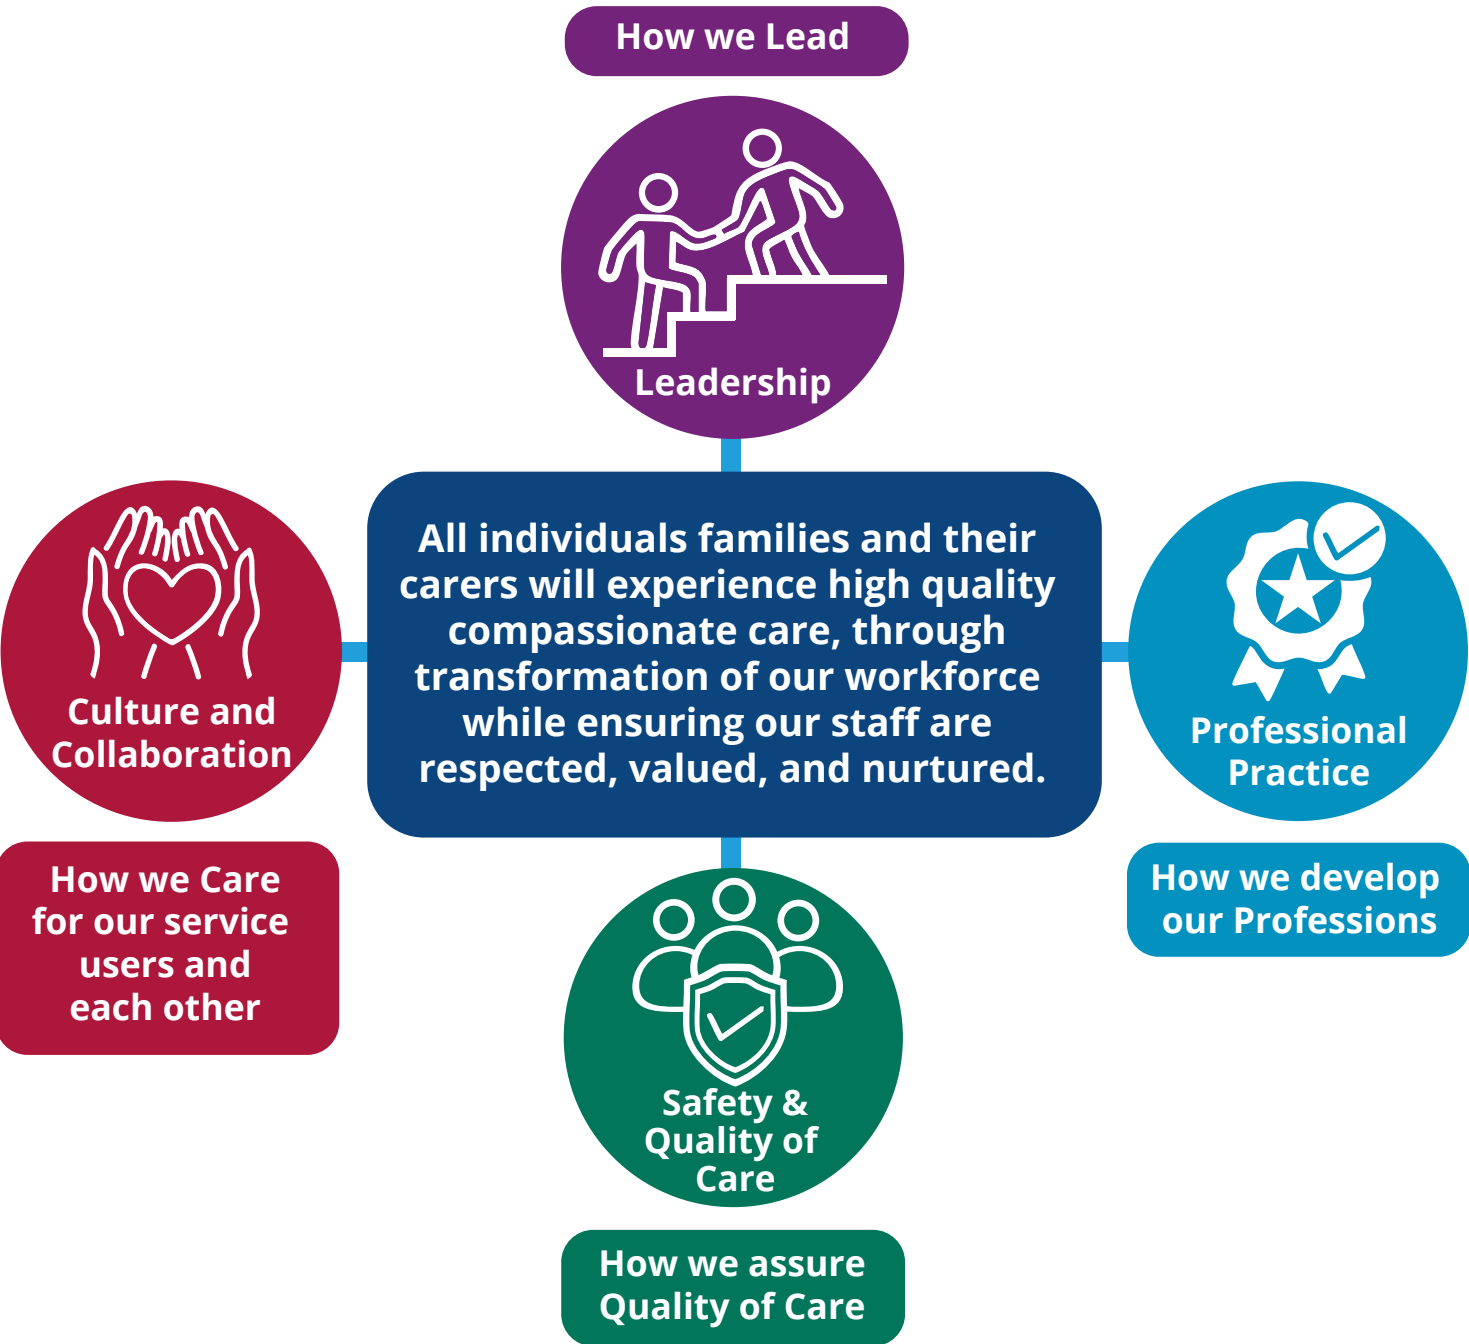 How we Lead
Leadership
All individuals families and their
carers will experience high quality
compassionate care, through
transformation of our workforce
while ensuring our staff are
respected, valued, and nurtured.
Culture and
Collaboration
How we Care
for our service
users and
each other
Professional
Practice
How we develop
our Professions
Safety &
Quality of
Care
How we assure
Quality of Care